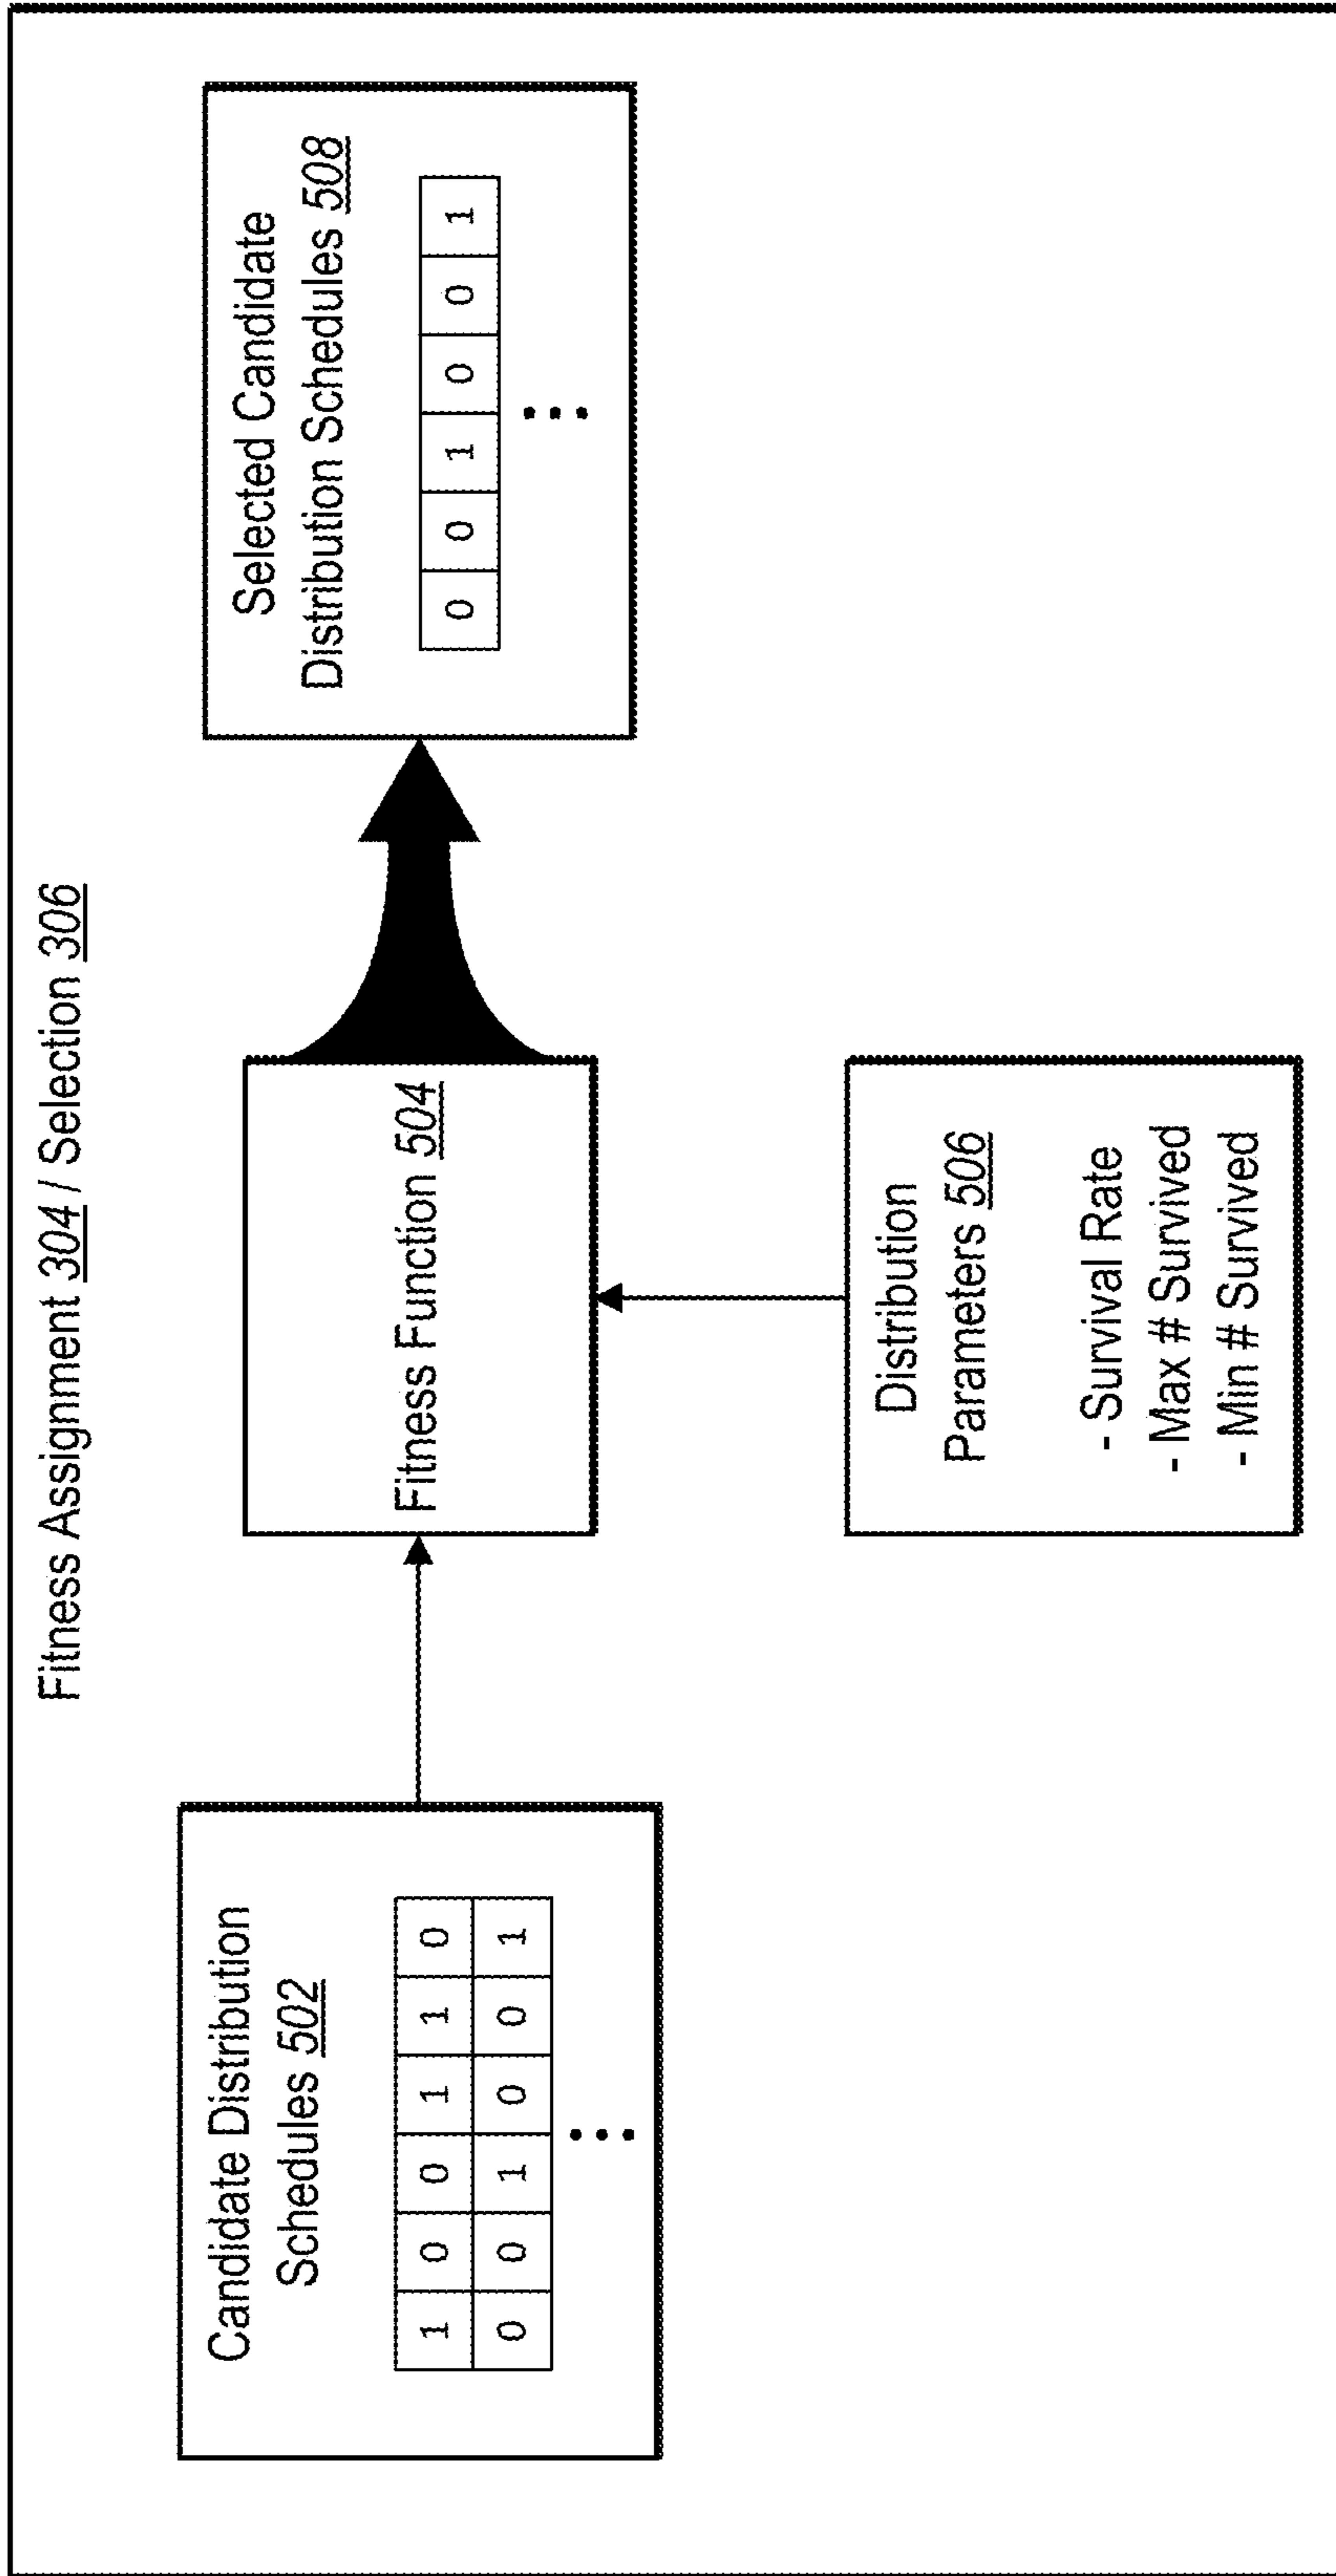 Fitness Assignment 304 / Selection 306
Candidate Distribution
Schedules 502
1 0 0 1 1 0
0 0 1 0 0 1
...
Fitness Function 504
Distribution
Parameters 506
- Survival Rate
- Max # Survived
- Min # Survived
Selected Candidate
Distribution Schedules 508
0 0 1 0 0 1
...